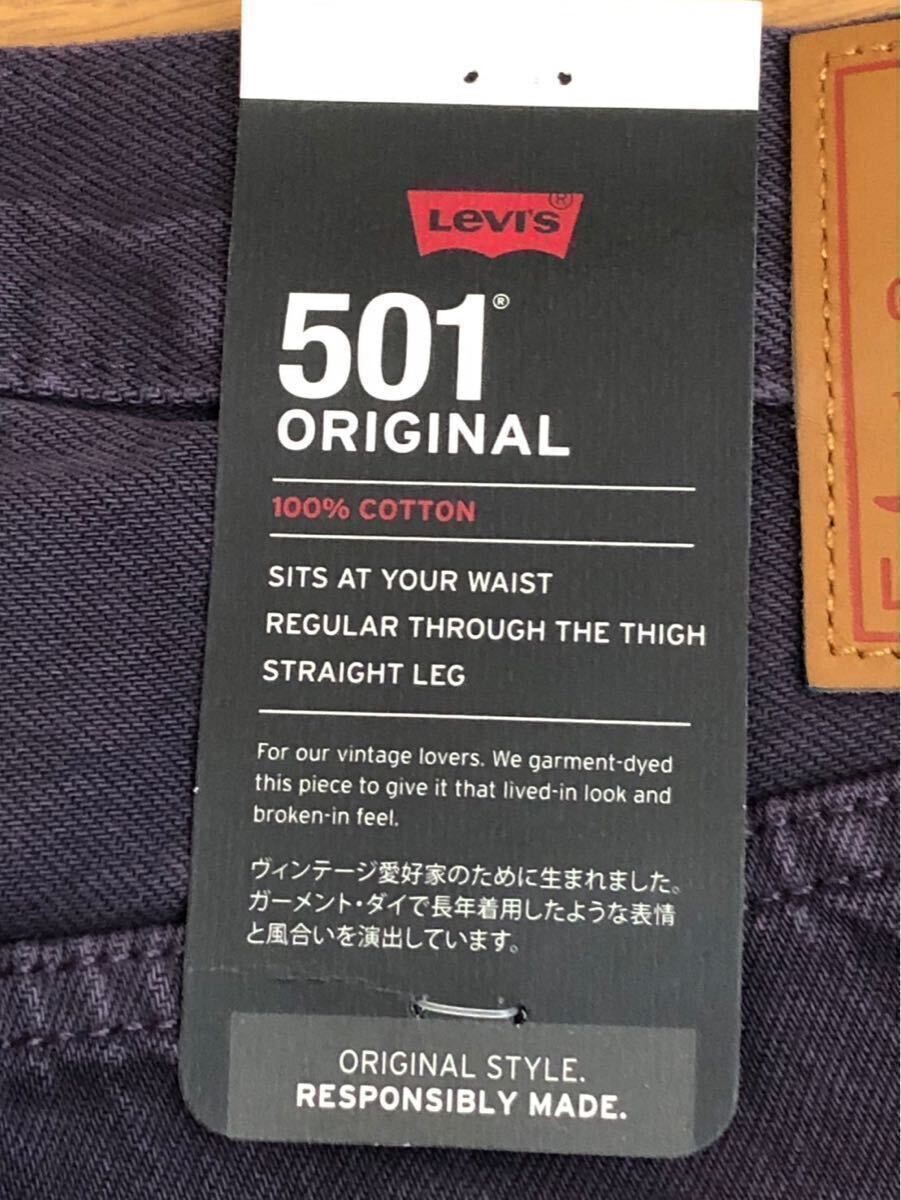 Levi's®
501®
ORIGINAL
100% COTTON
SITS AT YOUR WAIST
REGULAR THROUGH THE THIGH
STRAIGHT LEG
For our vintage lovers. We garment-dyed
this piece to give it that lived-in look and
broken-in feel.
ヴィンテージ愛好家のために生まれました。
ガーメント・ダイで長年着用したような表情
と風合いを演出しています。
ORIGINAL STYLE.
RESPONSIBLY MADE.